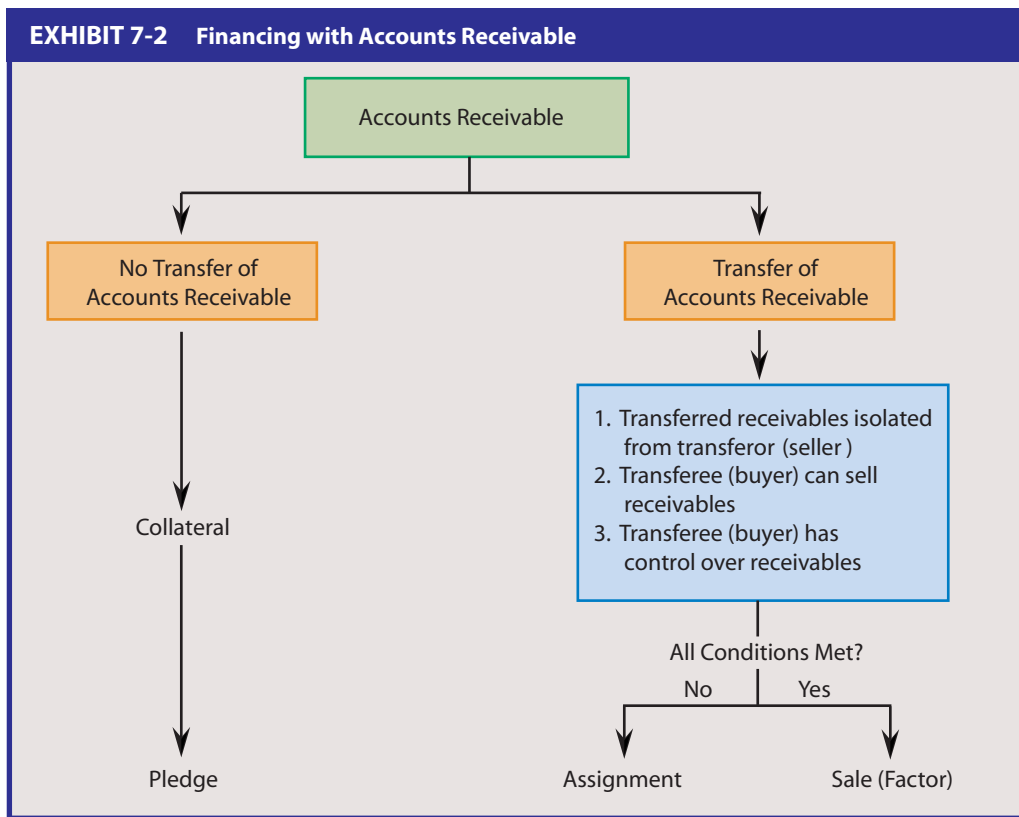 EXHIBIT 7-2 Financing with Accounts Receivable
Accounts Receivable
No Transfer of
Accounts Receivable
Transfer of
Accounts Receivable
1. Transferred receivables isolated
from transferor (seller )
2. Transferee (buyer) can sell
receivables
3. Transferee (buyer) has
control over receivables
Collateral
All Conditions Met?
No Yes
Pledge
Assignment
Sale (Factor)